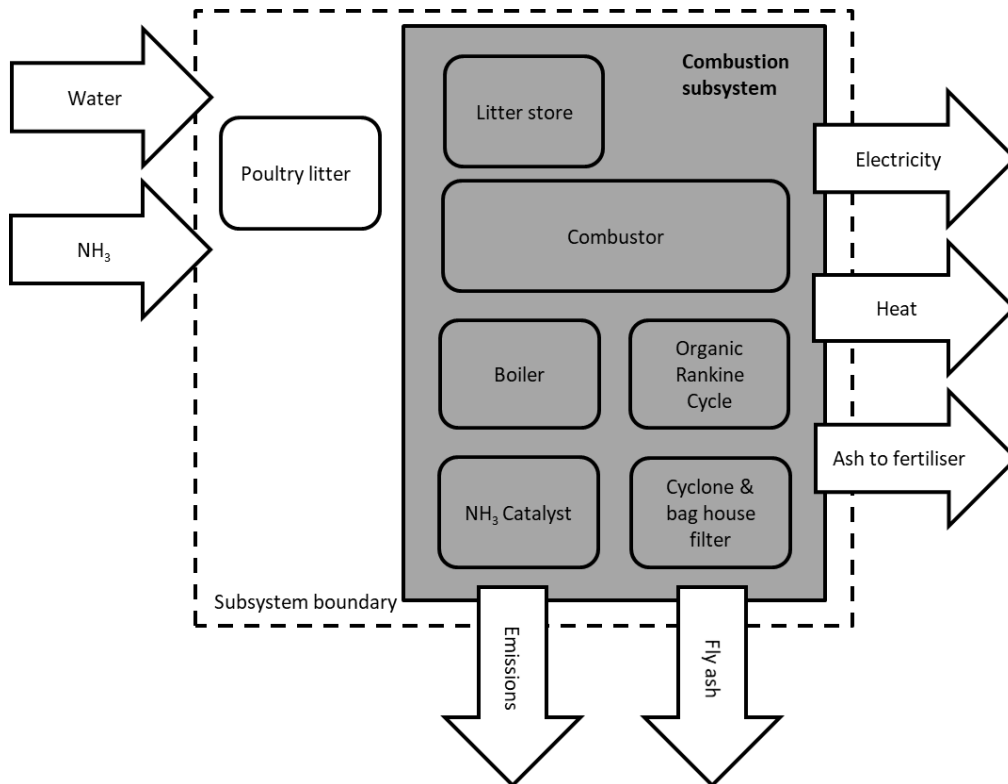 Water
NH₃
Poultry litter
Combustion
subsystem
Litter store
Combustor
Boiler
Organic
Rankine
Cycle
NH₃ Catalyst
Cyclone &
bag house
filter
Electricity
Heat
Ash to fertiliser
Subsystem boundary
Emissions
Fly ash